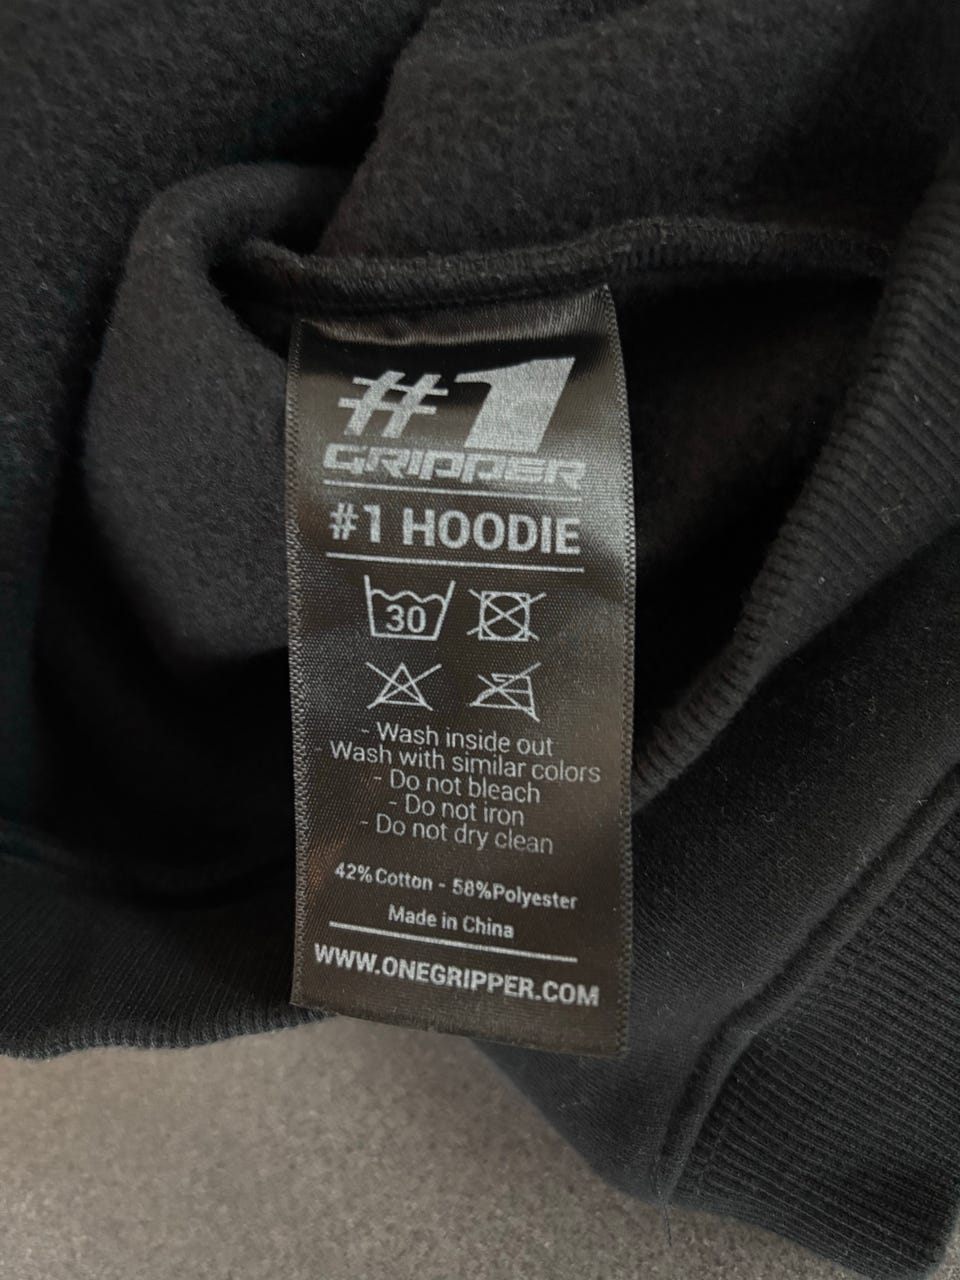 #1
GRIPPER
#1 HOODIE
30
- Wash inside out
- Wash with similar colors
- Do not bleach
- Do not iron
- Do not dry clean
42% Cotton - 58%Polyester
Made in China
WWW.ONEGRIPPER.COM